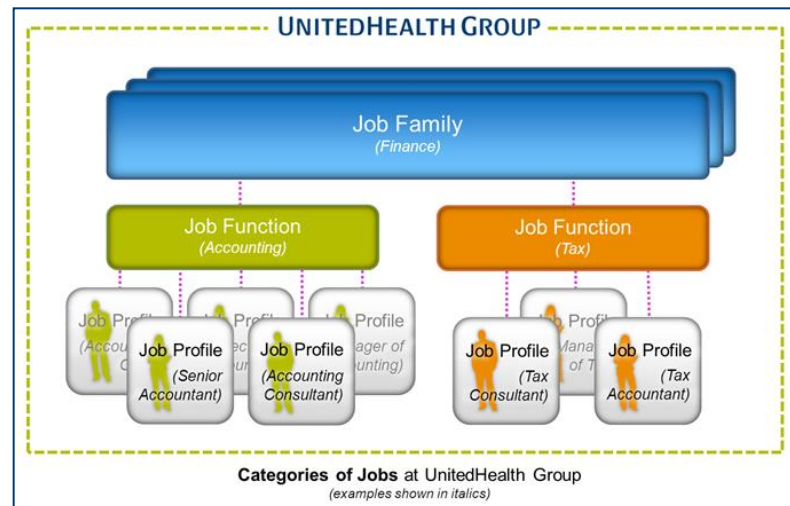 UNITEDHEALTH GROUP
Job Family
(Finance)
Job Function
(Accounting)
Job Function
(Tax)
Job Profile
Job Profile
Job Profile
(Senior
Accountant)
Job Profile
(Accounting
Consultant)
Job Profile
(Tax
Consultant)
Job Profile
(Tax
Accountant)
Categories of Jobs at UnitedHealth Group
(examples shown in italics)